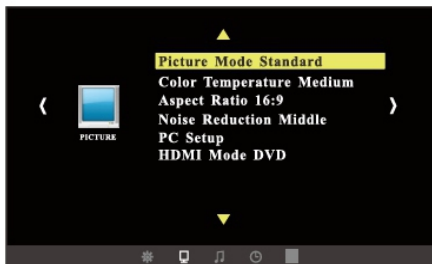 Picture Mode Standard
Color Temperature Medium
Aspect Ratio 16:9
Noise Reduction Middle
PICTURE
PC Setup
HDMI Mode DVD